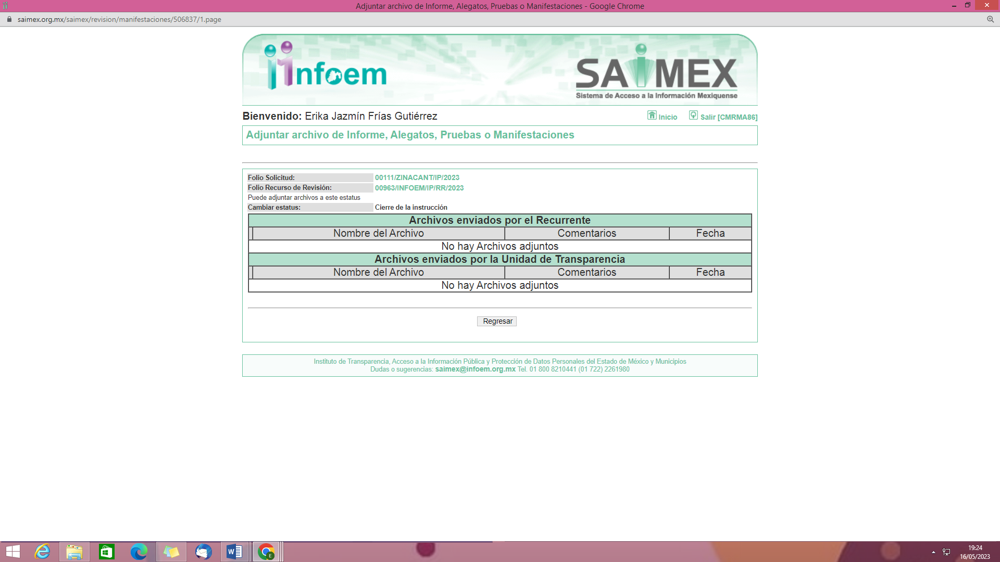 Adjuntar archivo de Informe, Alegatos, Pruebas o Manifestaciones - Google Chrome
saimex.org.mx/saimex/revision/manifestaciones/506837/1.page
infoem
SAIMEX
Sistema de Acceso a la Información Mexiquense
Bienvenido: Erika Jazmín Frías Gutiérrez
Inicio
Salir [CMRMA86]
Adjuntar archivo de Informe, Alegatos, Pruebas o Manifestaciones
Folio Solicitud: 00111/ZINACANT/IP/2023
Folio Recurso de Revisión: 00963/INFOEM/IP/RR/2023
Puede adjuntar archivos a este estatus
Cambiar estatus: Cierre de la instrucción
Archivos enviados por el Recurrente
Nombre del Archivo Comentarios Fecha
No hay Archivos adjuntos
Archivos enviados por la Unidad de Transparencia
Nombre del Archivo Comentarios Fecha
No hay Archivos adjuntos
Regresar
Instituto de Transparencia, Acceso a la Información Pública y Protección de Datos Personales del Estado de México y Municipios
Dudas o sugerencias: saimex@infoem.org.mx Tel. 01 800 8210441 (01 722) 2261980
19:24
16/05/2023